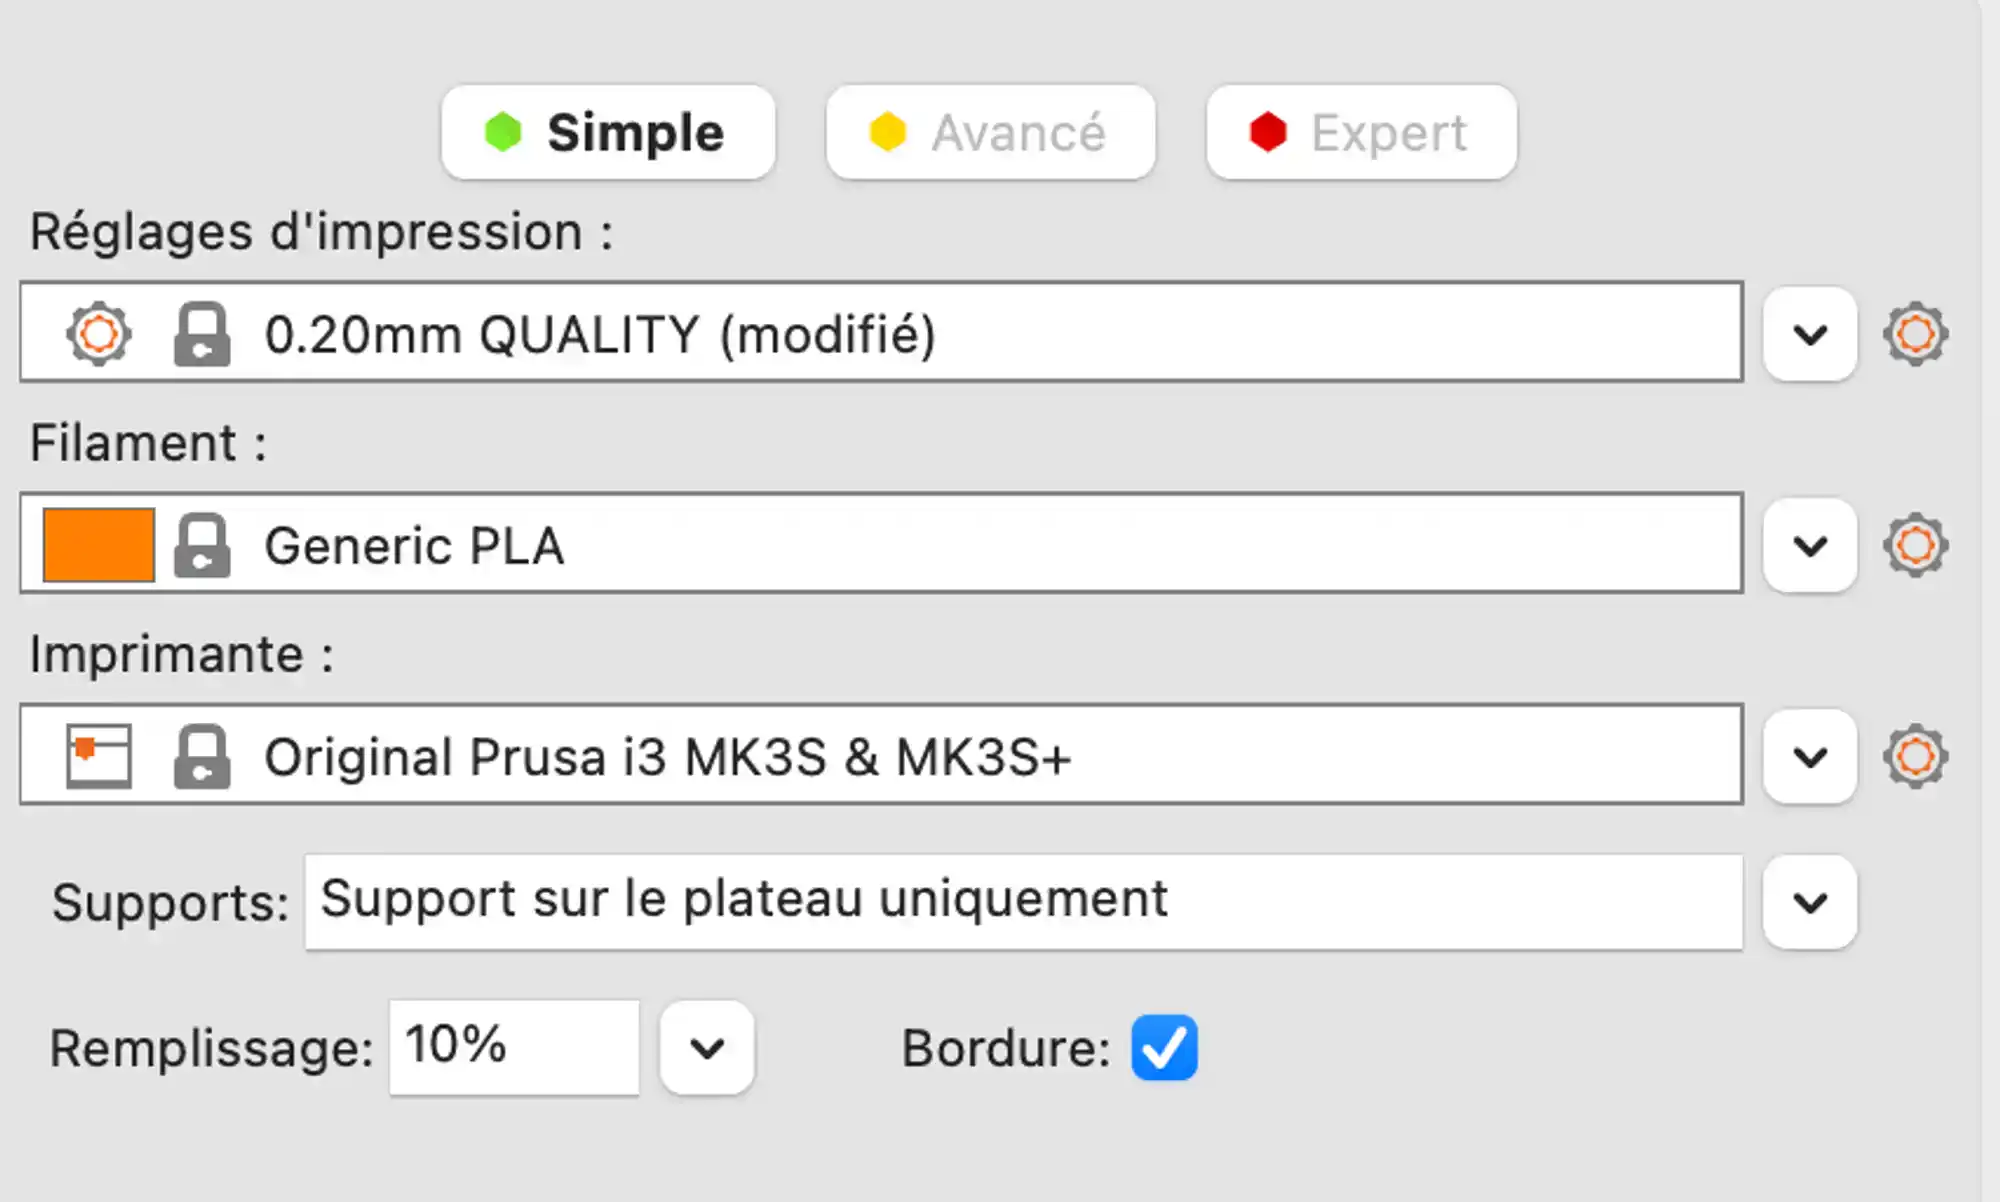 Simple Avancé Expert
Réglages d'impression :
0.20mm QUALITY (modifié)
Filament :
Generic PLA
Imprimante :
Original Prusa i3 MK3S & MK3S+
Supports: Support sur le plateau uniquement
Remplissage: 10% Bordure: